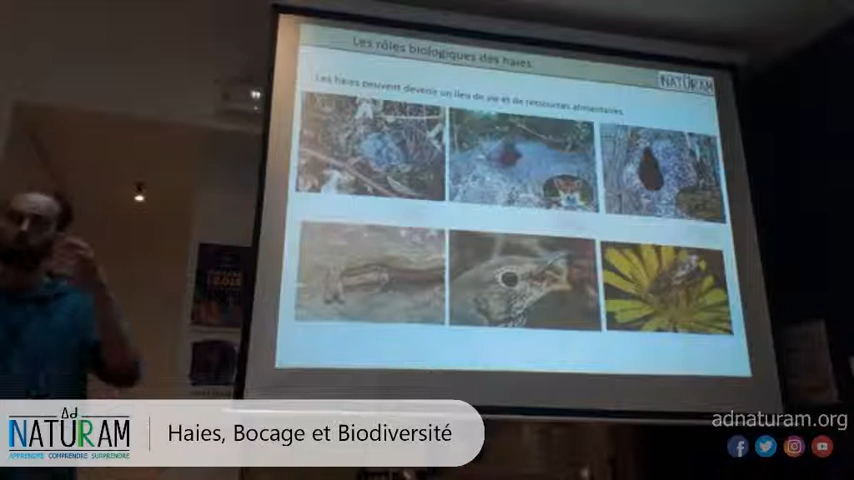 Les rôles biologiques des haies
NATURAM
Les haies peuvent devenir un lieu de vie et de ressources alimentaires
Ad
NATURAM
APPRENDRE COMPRENDRE SURPRENDRE
Haies, Bocage et Biodiversité
adnaturam.org